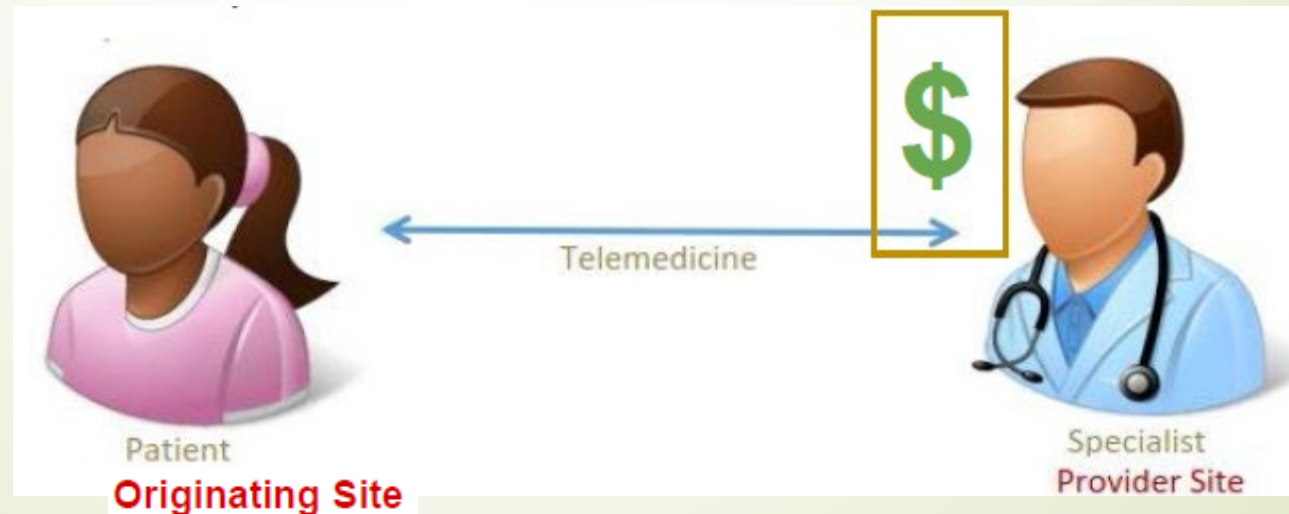 $
Telemedicine
Patient
Originating Site
Specialist
Provider Site